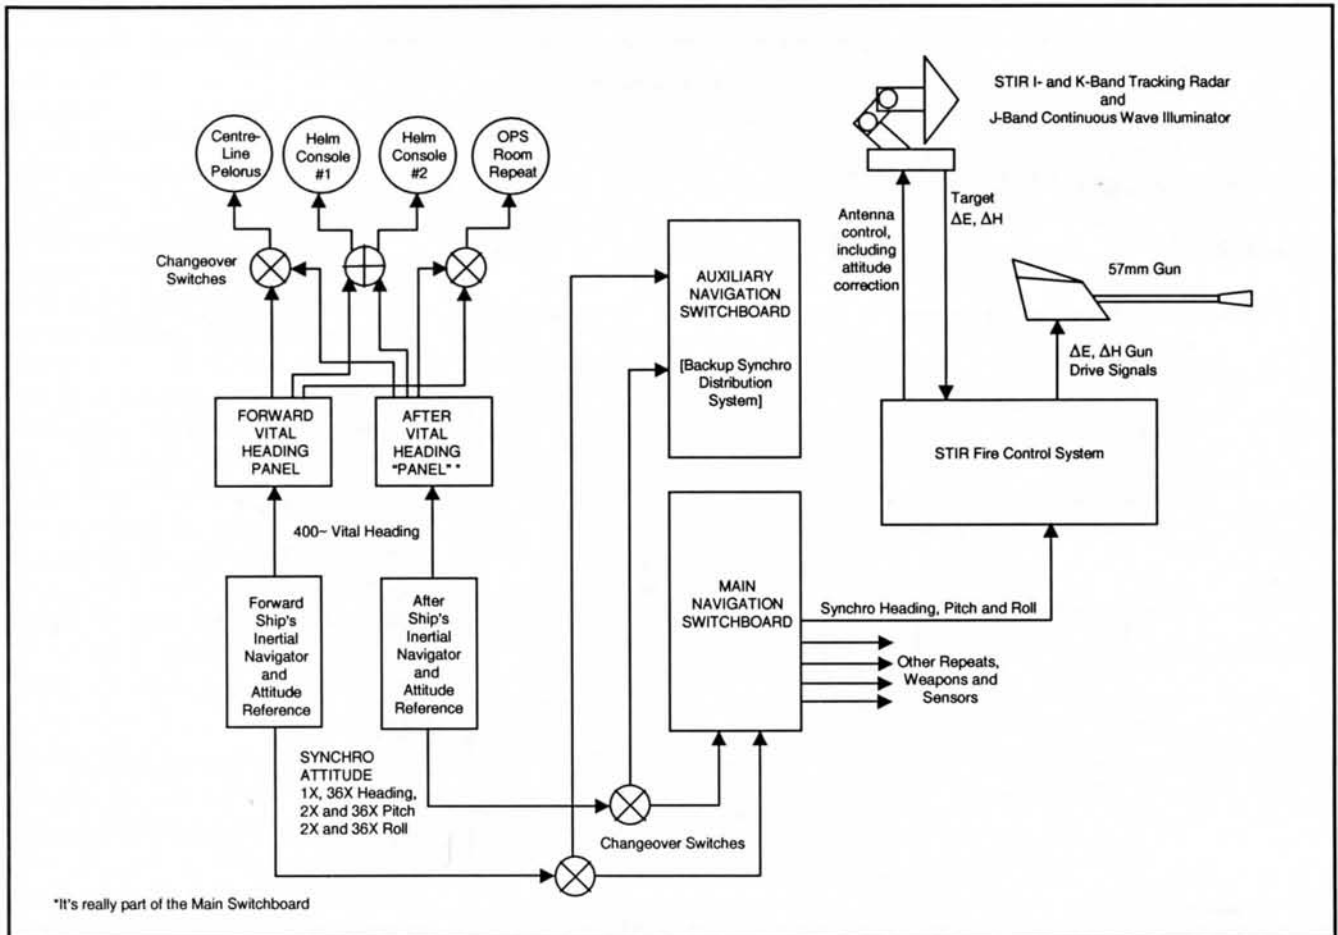 STIR I- and K-Band Tracking Radar
and
J-Band Continuous Wave Illuminator
Centre-
Line
Pelorus
Helm
Console
#1
Helm
Console
#2
OPS
Room
Repeat
Changeover
Switches
Antenna
control,
including
attitude
correction
Target
ΔE, ΔH
57mm Gun
ΔE, ΔH Gun
Drive Signals
AUXILIARY
NAVIGATION
SWITCHBOARD
[Backup Synchro
Distribution
System]
FORWARD
VITAL
HEADING
PANEL
AFTER
VITAL
HEADING
"PANEL"*
STIR Fire Control System
400~ Vital Heading
Forward
Ship's
Inertial
Navigator
and
Attitude
Reference
After
Ship's
Inertial
Navigator
and
Attitude
Reference
MAIN
NAVIGATION
SWITCHBOARD
Synchro Heading, Pitch and Roll
Other Repeats,
Weapons and
Sensors
SYNCHRO
ATTITUDE
1X, 36X Heading,
2X and 36X Pitch
2X and 36X Roll
Changeover Switches
*It's really part of the Main Switchboard